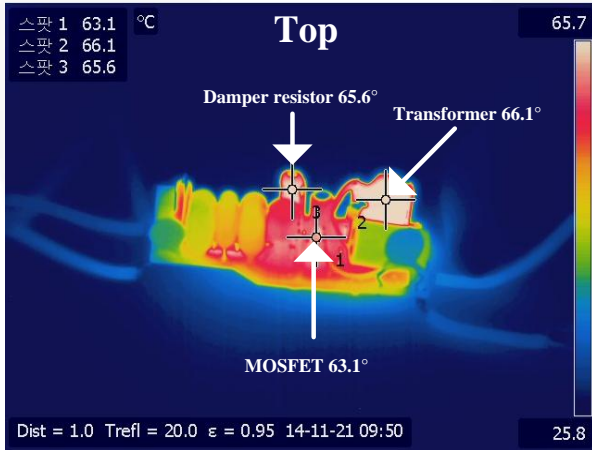 스팟 1 63.1 °C
스팟 2 66.1
스팟 3 65.6
Top
65.7
Damper resistor 65.6°
Transformer 66.1°
3
2
1
MOSFET 63.1°
Dist = 1.0 Trefl = 20.0 ε = 0.95 14-11-21 09:50
25.8